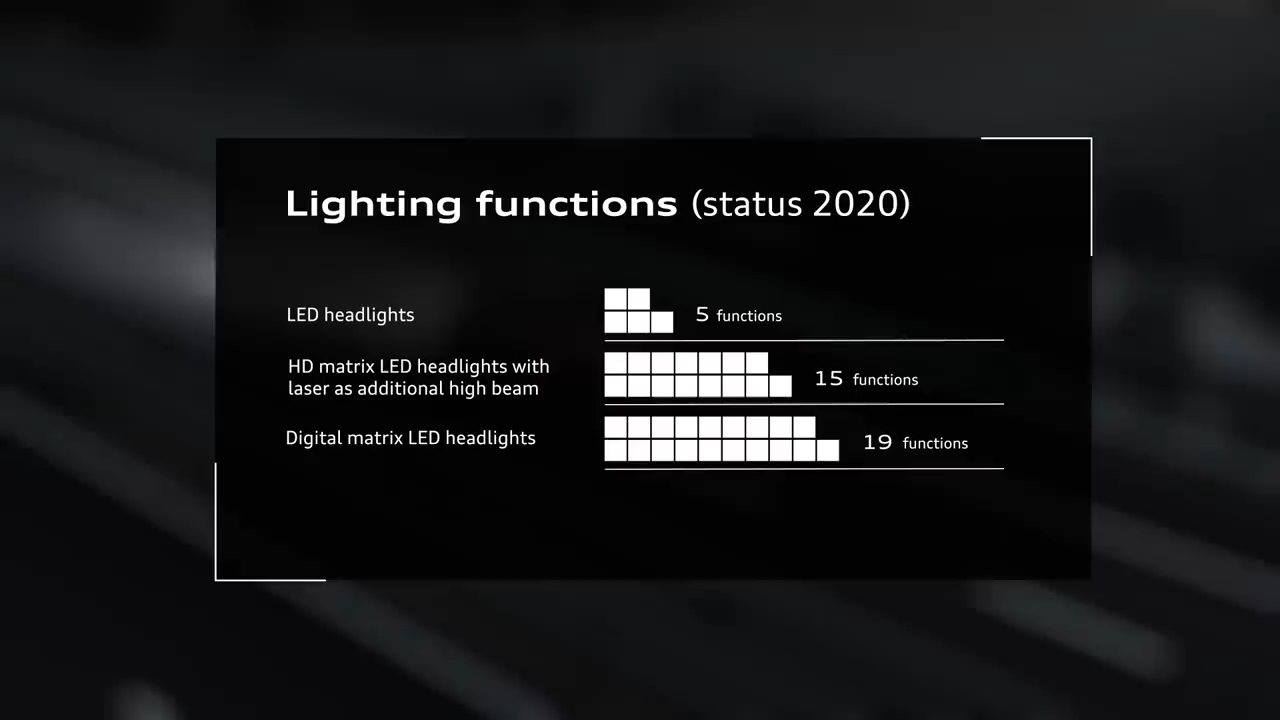 Lighting functions (status 2020)
LED headlights
5 functions
HD matrix LED headlights with
laser as additional high beam
15 functions
Digital matrix LED headlights
19 functions